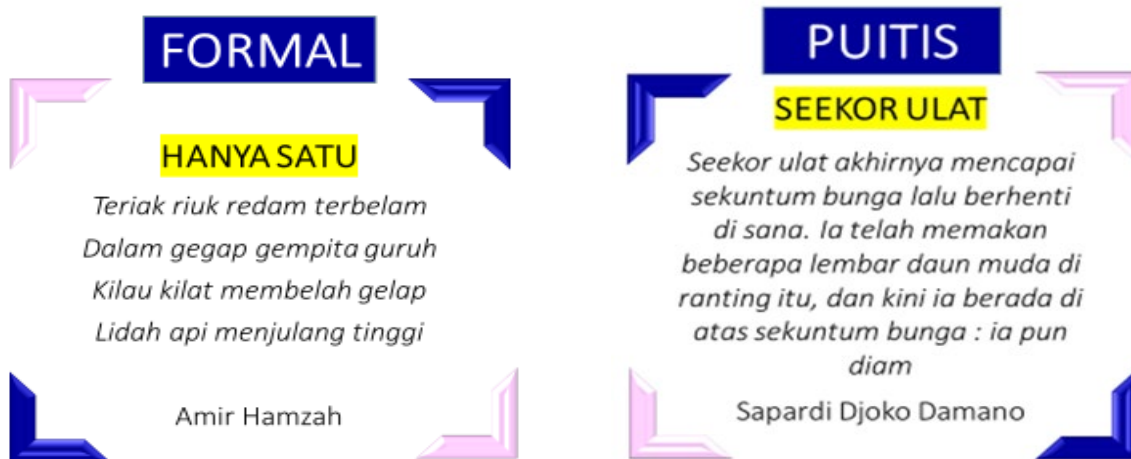 FORMAL
HANYA SATU
Teriak riuk redam terbelam
Dalam gegap gempita guruh
Kilau kilat membelah gelap
Lidah api menjulang tinggi
Amir Hamzah
PUITIS
SEEKOR ULAT
Seekor ulat akhirnya mencapai
sekuntum bunga lalu berhenti
di sana. Ia telah memakan
beberapa lembar daun muda di
ranting itu, dan kini ia berada di
atas sekuntum bunga : ia pun
diam
Sapardi Djoko Damano